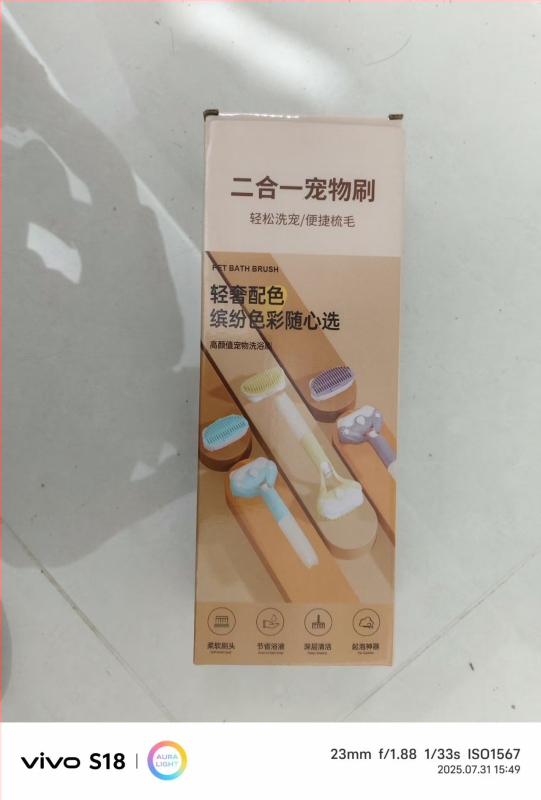 二合一宠物刷
轻松洗宠/便捷梳毛
PET BATH BRUSH
轻奢配色
缤纷色彩随心选
高颜值宠物洗浴刷
柔软刷头
节省浴液
深层清洁
起泡神器
vivo S18
AURA LIGHT
23mm f/1.88 1/33s ISO1567
2025.07.31 15:49